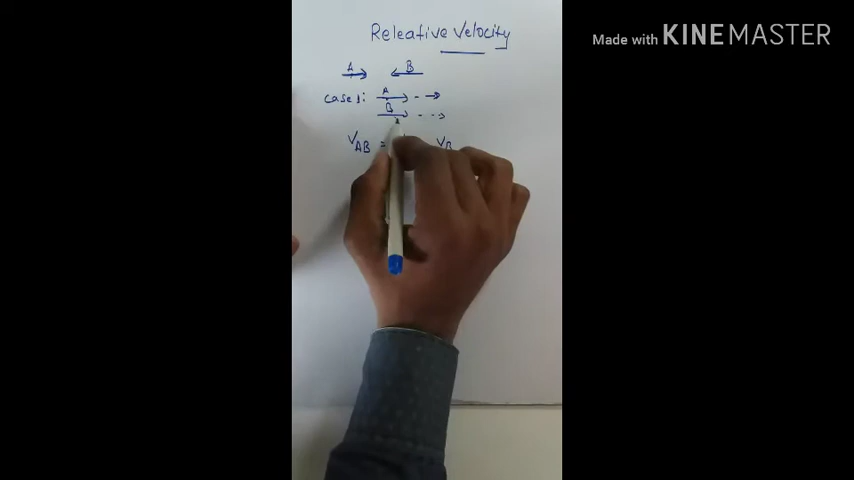 Releative velocity
Made with KINEMASTER
A B
case 1: A
B
VAB = VB